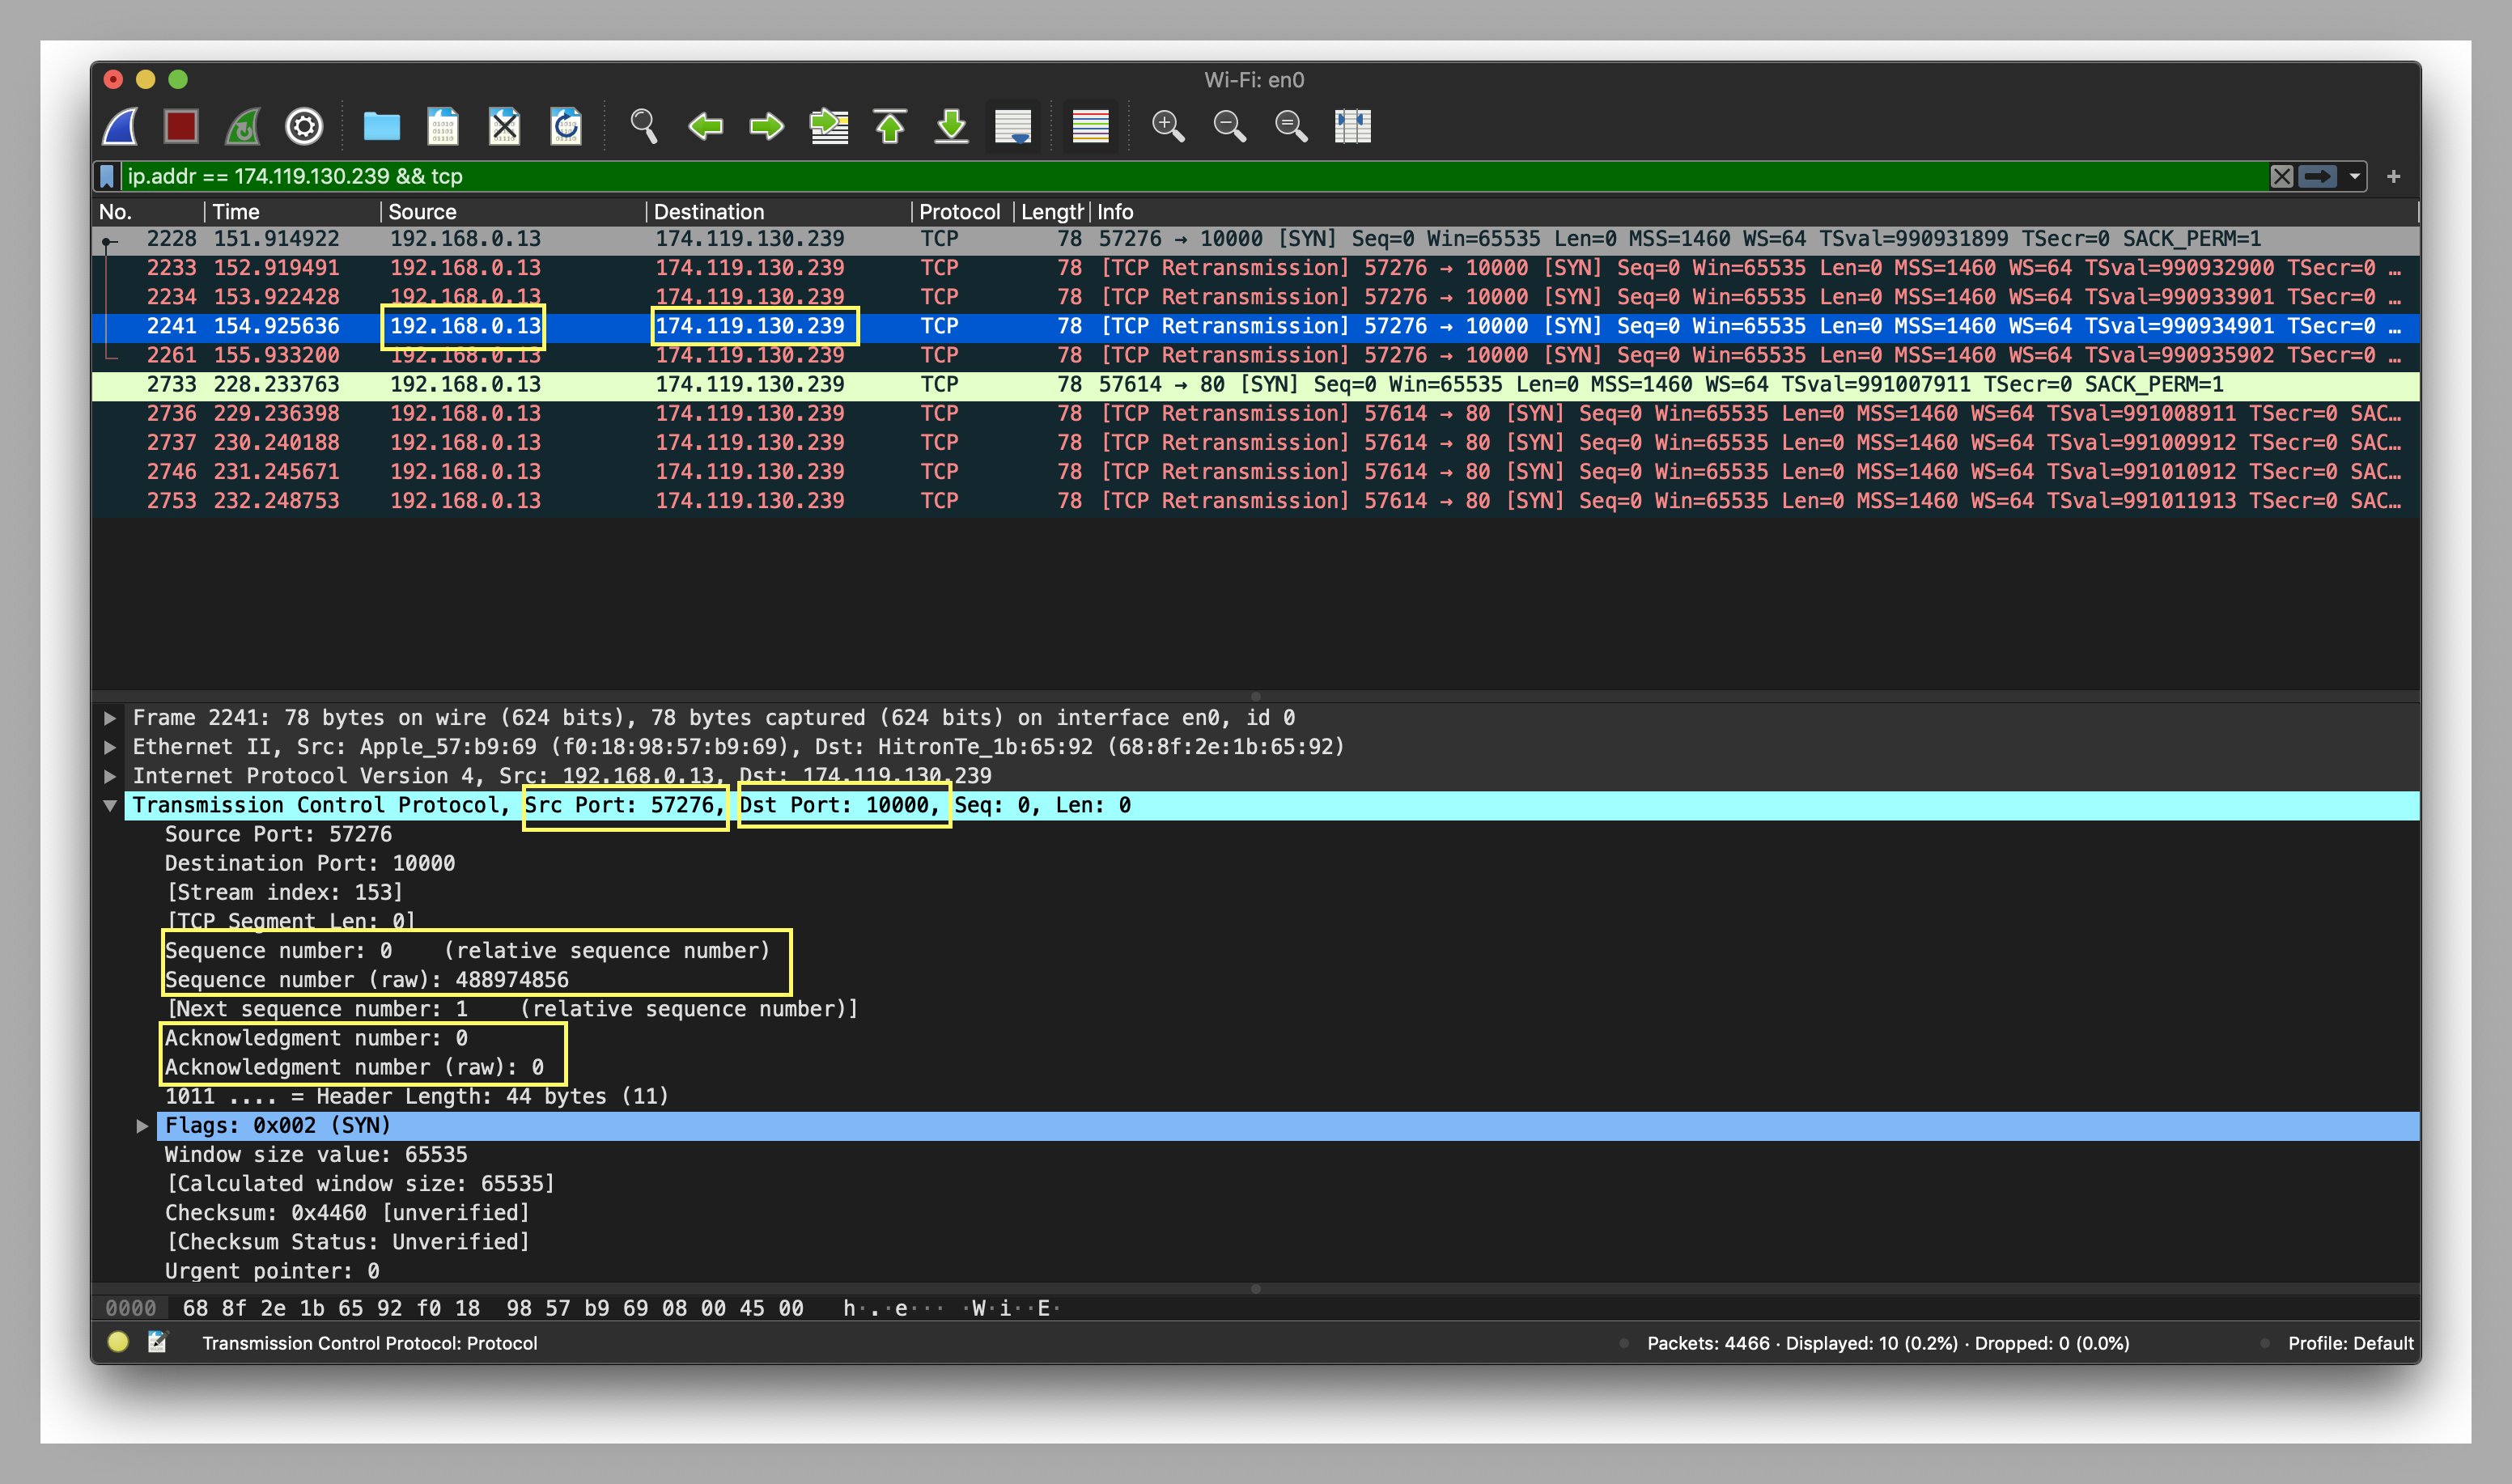 Wi-Fi: en0
ip.addr == 174.119.130.239 && tcp
No. Time Source Destination Protocol Length Info
2228 151.914922 192.168.0.13 174.119.130.239 TCP 78 57276 → 10000 [SYN] Seq=0 Win=65535 Len=0 MSS=1460 WS=64 TSval=990931899 TSecr=0 SACK_PERM=1
2233 152.919491 192.168.0.13 174.119.130.239 TCP 78 [TCP Retransmission] 57276 → 10000 [SYN] Seq=0 Win=65535 Len=0 MSS=1460 WS=64 TSval=990932900 TSecr=0 …
2234 153.922428 192.168.0.13 174.119.130.239 TCP 78 [TCP Retransmission] 57276 → 10000 [SYN] Seq=0 Win=65535 Len=0 MSS=1460 WS=64 TSval=990933901 TSecr=0 …
2241 154.925636 192.168.0.13 174.119.130.239 TCP 78 [TCP Retransmission] 57276 → 10000 [SYN] Seq=0 Win=65535 Len=0 MSS=1460 WS=64 TSval=990934901 TSecr=0 …
2261 155.933200 192.168.0.13 174.119.130.239 TCP 78 [TCP Retransmission] 57276 → 10000 [SYN] Seq=0 Win=65535 Len=0 MSS=1460 WS=64 TSval=990935902 TSecr=0 …
2733 228.233763 192.168.0.13 174.119.130.239 TCP 78 57614 → 80 [SYN] Seq=0 Win=65535 Len=0 MSS=1460 WS=64 TSval=991007911 TSecr=0 SACK_PERM=1
2736 229.236398 192.168.0.13 174.119.130.239 TCP 78 [TCP Retransmission] 57614 → 80 [SYN] Seq=0 Win=65535 Len=0 MSS=1460 WS=64 TSval=991008911 TSecr=0 SAC…
2737 230.240188 192.168.0.13 174.119.130.239 TCP 78 [TCP Retransmission] 57614 → 80 [SYN] Seq=0 Win=65535 Len=0 MSS=1460 WS=64 TSval=991009912 TSecr=0 SAC…
2746 231.245671 192.168.0.13 174.119.130.239 TCP 78 [TCP Retransmission] 57614 → 80 [SYN] Seq=0 Win=65535 Len=0 MSS=1460 WS=64 TSval=991010912 TSecr=0 SAC…
2753 232.248753 192.168.0.13 174.119.130.239 TCP 78 [TCP Retransmission] 57614 → 80 [SYN] Seq=0 Win=65535 Len=0 MSS=1460 WS=64 TSval=991011913 TSecr=0 SAC…
Frame 2241: 78 bytes on wire (624 bits), 78 bytes captured (624 bits) on interface en0, id 0
Ethernet II, Src: Apple_57:b9:69 (f0:18:98:57:b9:69), Dst: HitronTe_1b:65:92 (68:8f:2e:1b:65:92)
Internet Protocol Version 4, Src: 192.168.0.13, Dst: 174.119.130.239
Transmission Control Protocol, Src Port: 57276, Dst Port: 10000, Seq: 0, Len: 0
Source Port: 57276
Destination Port: 10000
[Stream index: 153]
[TCP Segment Len: 0]
Sequence number: 0 (relative sequence number)
Sequence number (raw): 488974856
[Next sequence number: 1 (relative sequence number)]
Acknowledgment number: 0
Acknowledgment number (raw): 0
1011 .... = Header Length: 44 bytes (11)
Flags: 0x002 (SYN)
Window size value: 65535
[Calculated window size: 65535]
Checksum: 0x4460 [unverified]
[Checksum Status: Unverified]
Urgent pointer: 0
0000 68 8f 2e 1b 65 92 f0 18 98 57 b9 69 08 00 45 00 h·.·e··· ·W·i··E·
Transmission Control Protocol: Protocol Packets: 4466 · Displayed: 10 (0.2%) · Dropped: 0 (0.0%) Profile: Default